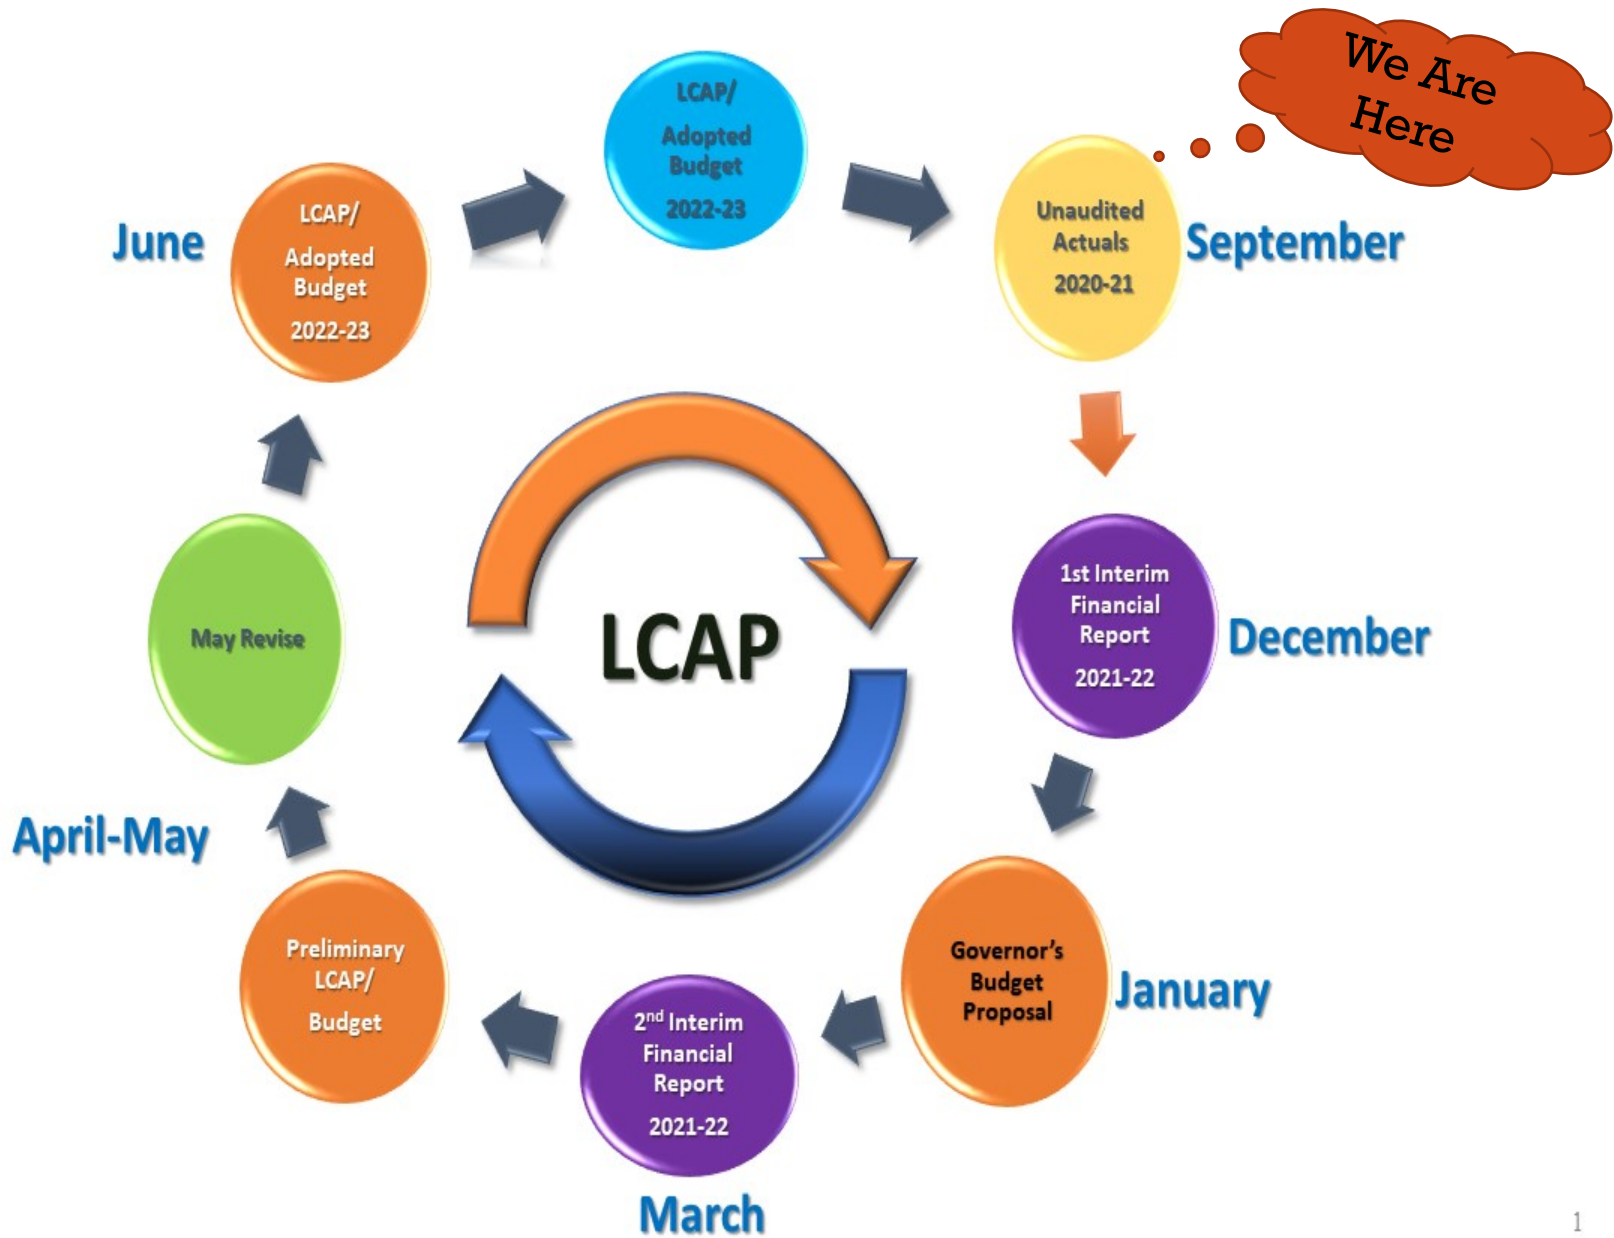 We Are
Here
LCAP/
Adopted
Budget
2022-23
Unaudited
Actuals
2020-21
September
1st Interim
Financial
Report
2021-22
December
Governor’s
Budget
Proposal
January
2nd Interim
Financial
Report
2021-22
March
Preliminary
LCAP/
Budget
April-May
May Revise
June
LCAP/
Adopted
Budget
2022-23
LCAP
1